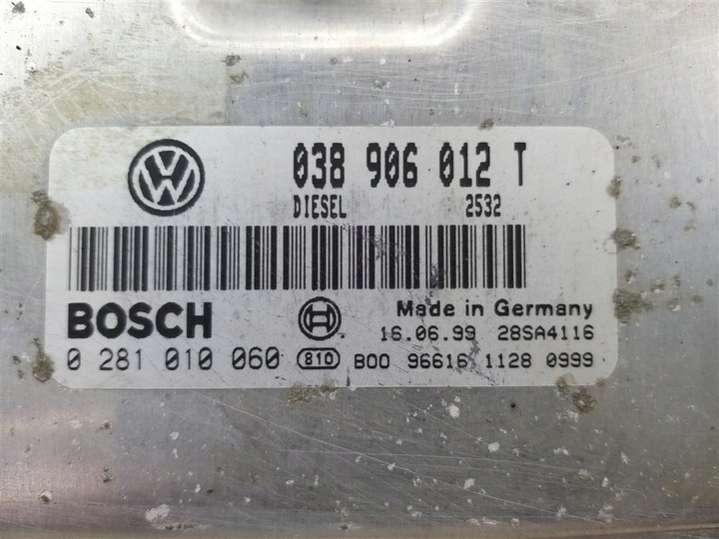 038 906 012 T
DIESEL 2532
BOSCH Made in Germany
16.06.99 28SA4116
0 281 010 060 810 B00 96616 1128 0999